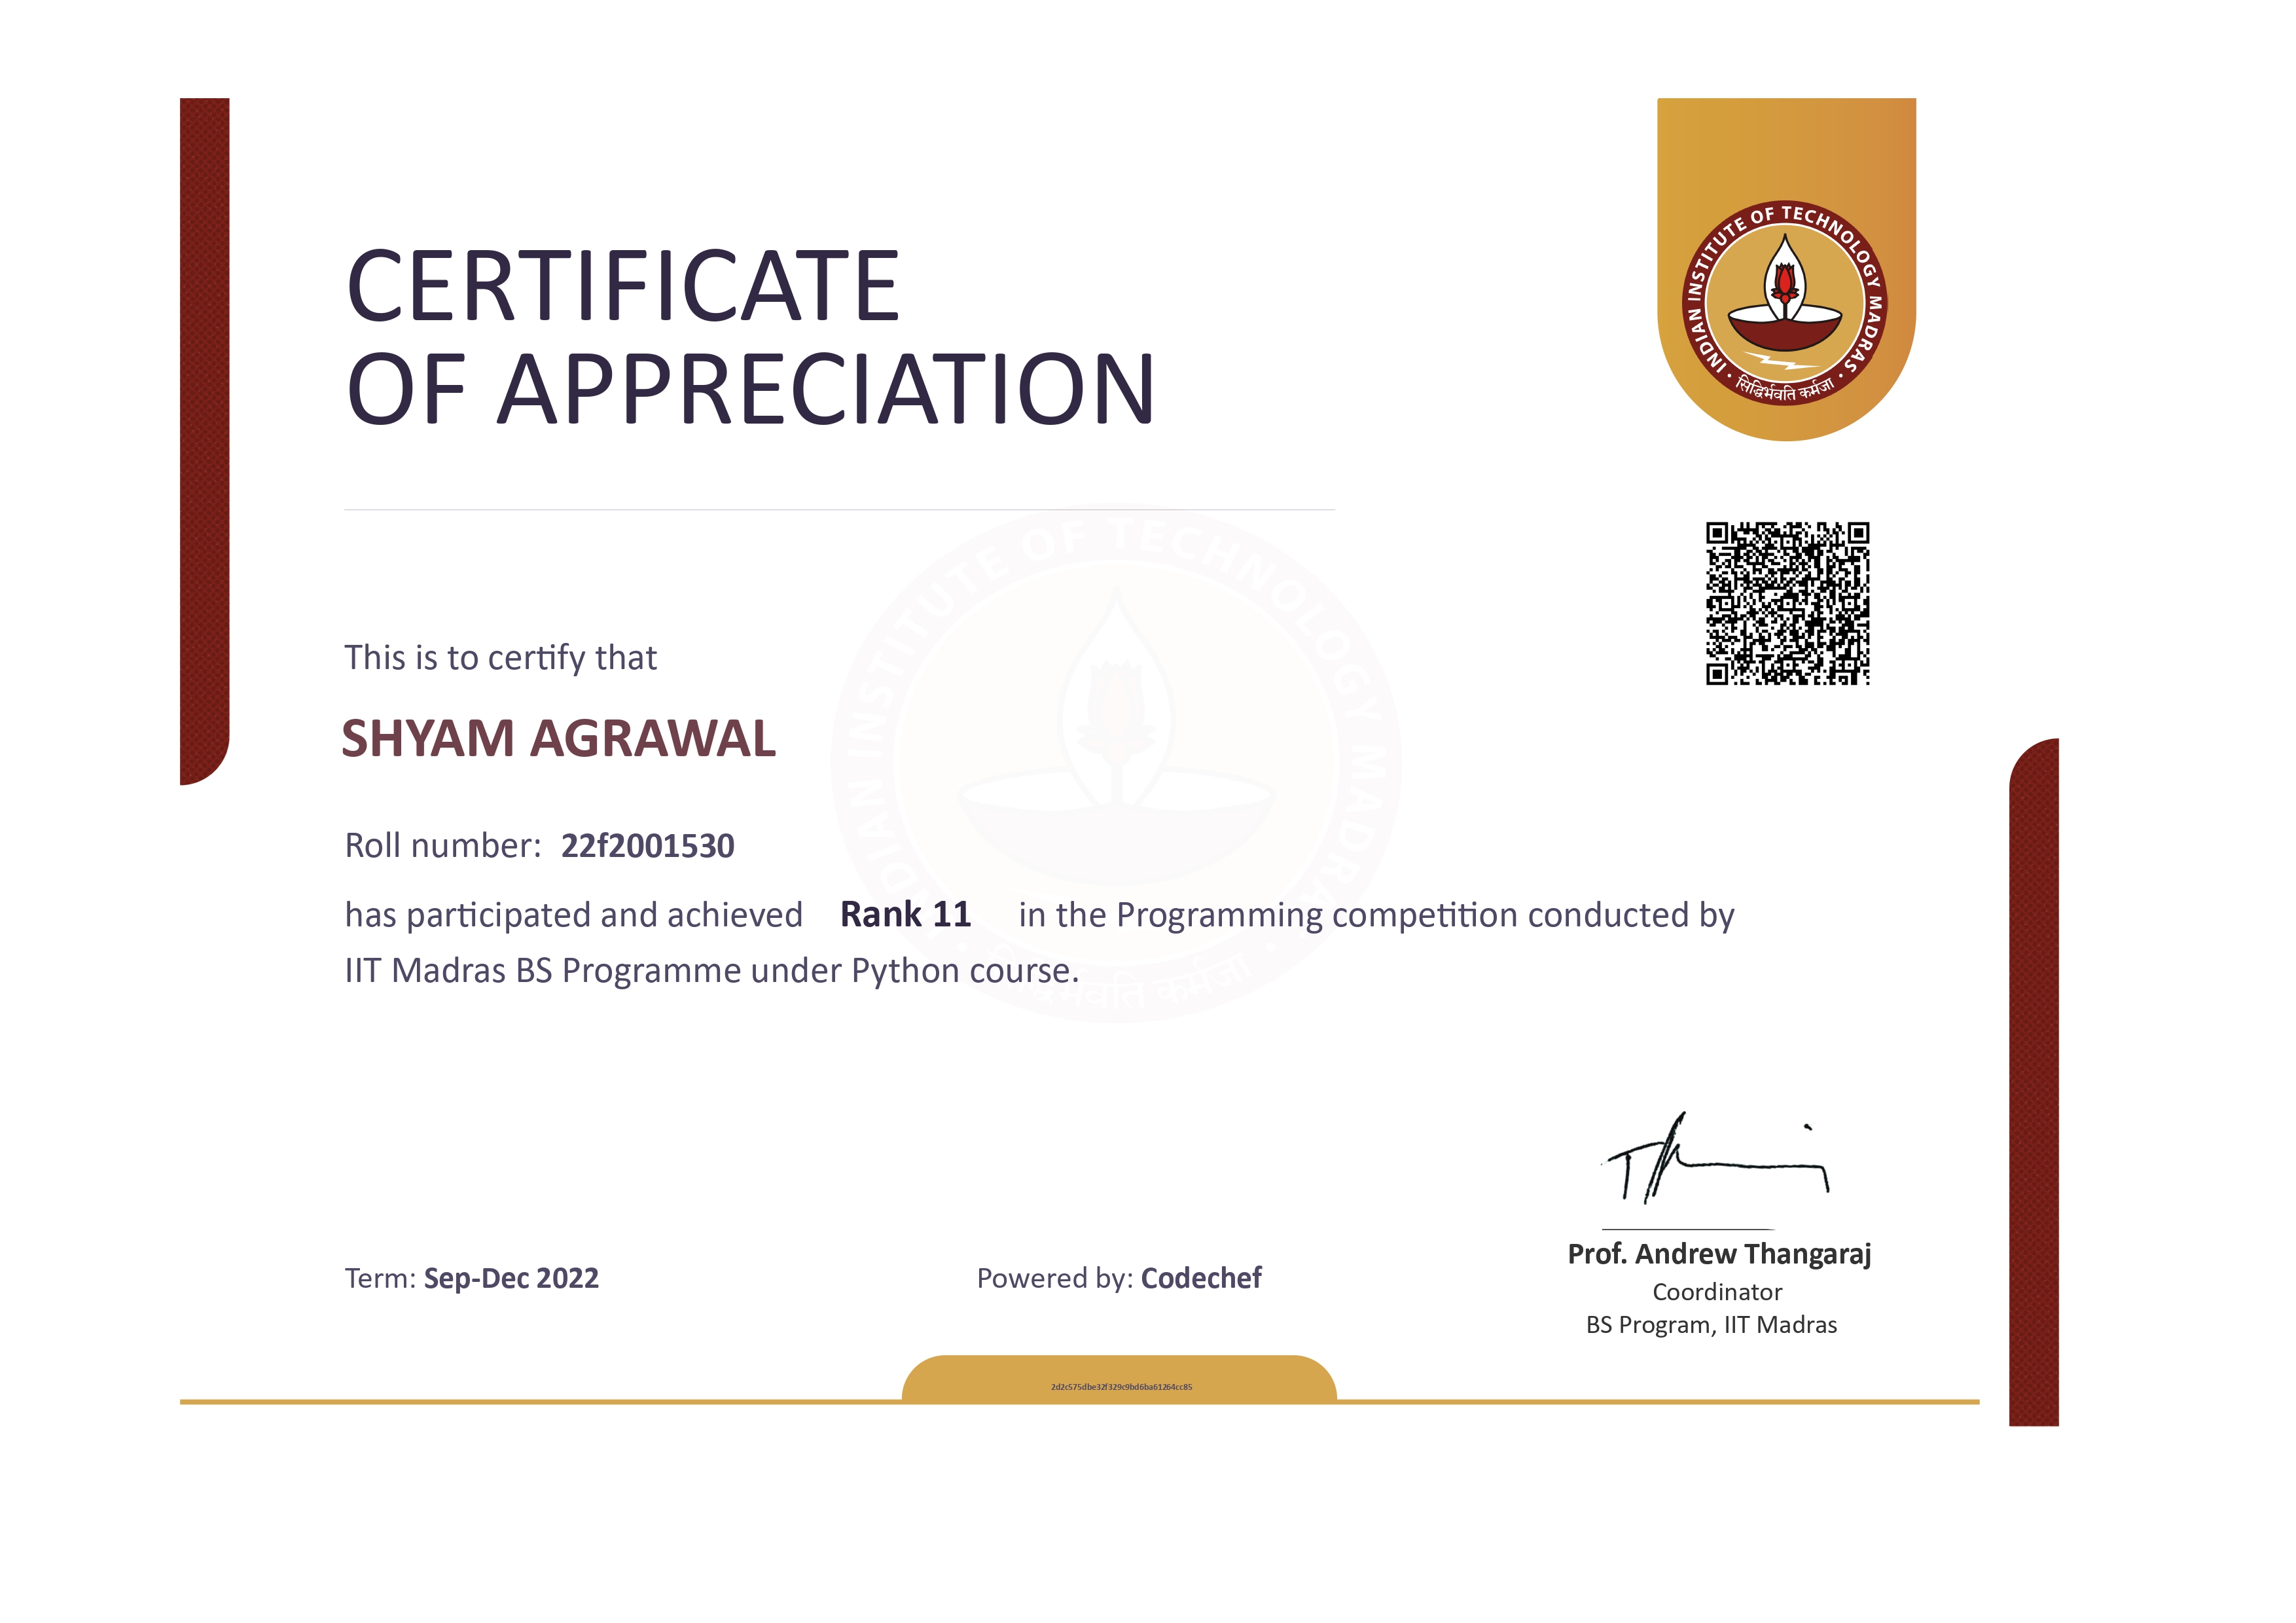 CERTIFICATE
OF APPRECIATION
INDIAN INSTITUTE OF TECHNOLOGY MADRAS
सिद्धिर्भवति कर्मजा
This is to certify that
SHYAM AGRAWAL
Roll number: 22f2001530
has participated and achieved Rank 11 in the Programming competition conducted by
IIT Madras BS Programme under Python course.
Term: Sep-Dec 2022
Powered by: Codechef
Prof. Andrew Thangaraj
Coordinator
BS Program, IIT Madras
2d2c575dbe32f329c9bd6ba61264cc85